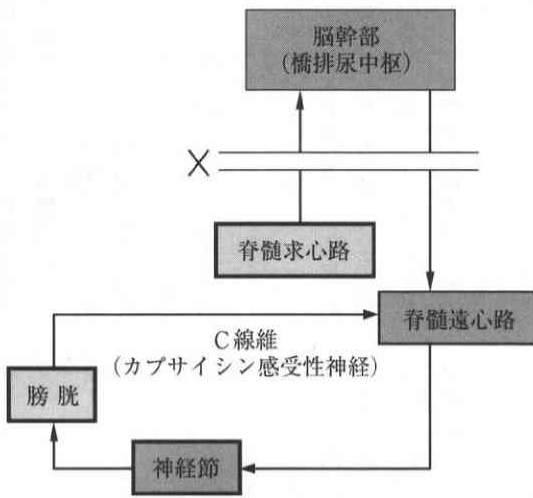 脳幹部
(橋排尿中枢)
×
脊髄求心路
脊髄遠心路
C線維
(カプサイシン感受性神経)
膀胱
神経節